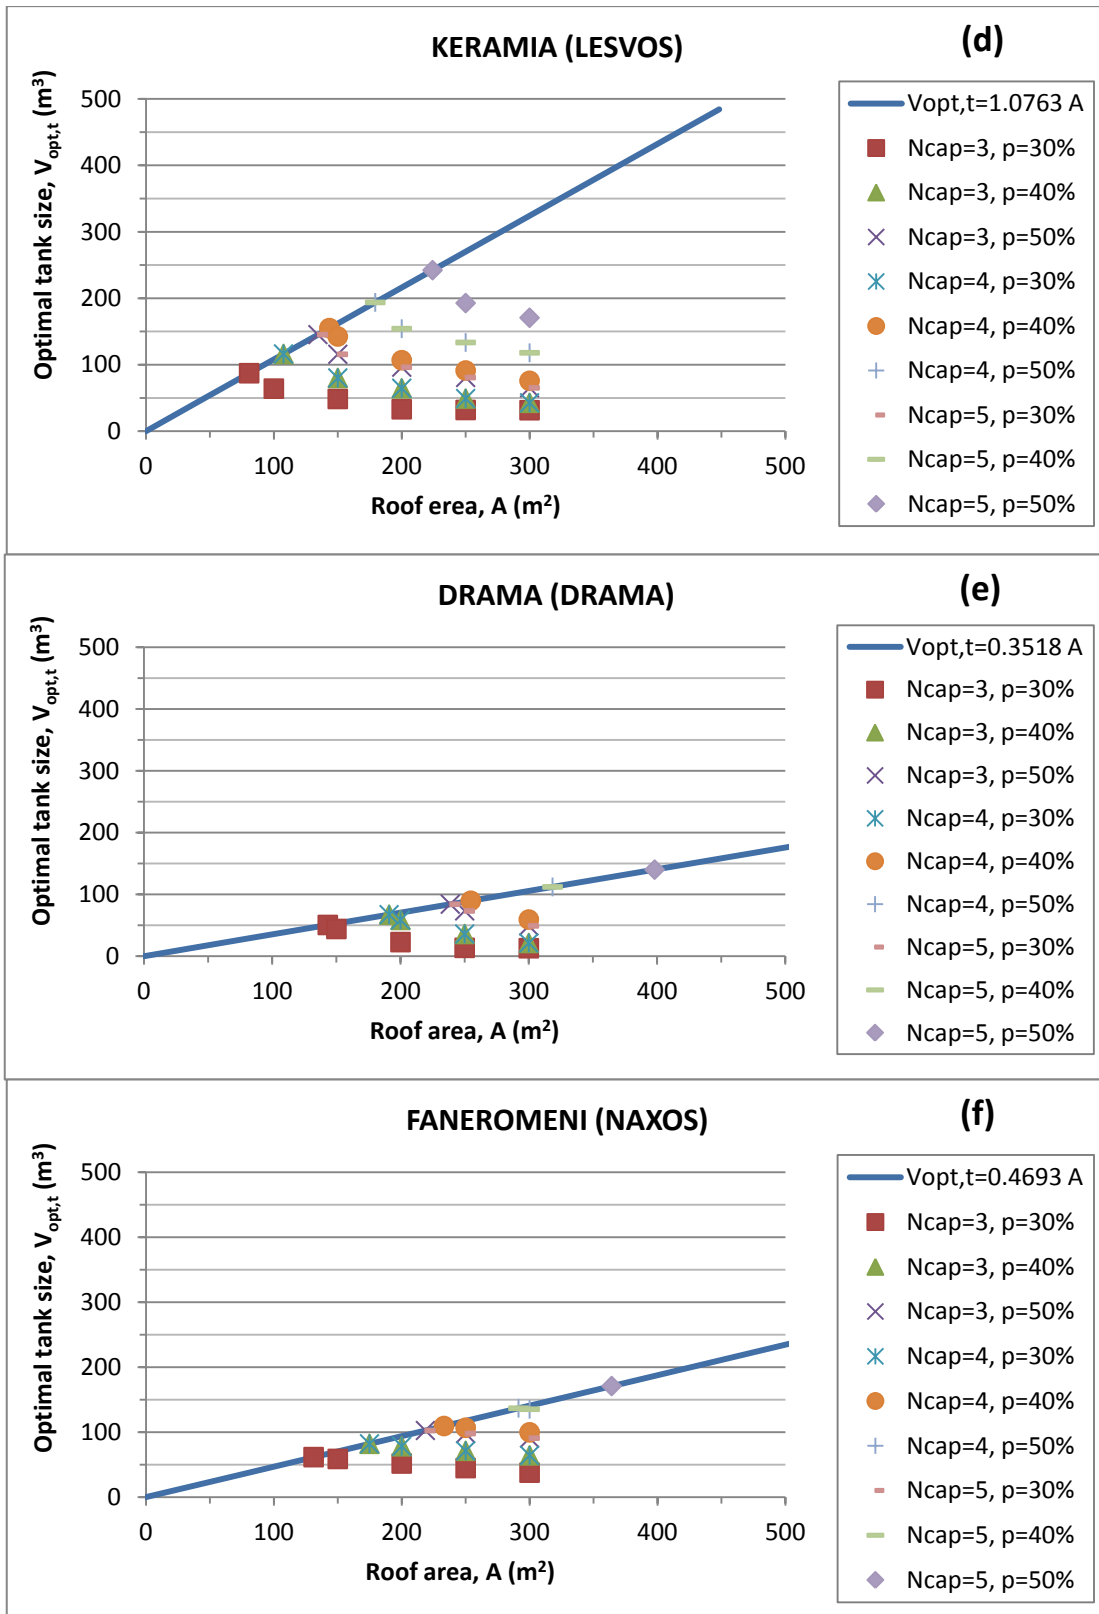 KERAMIA (LESVOS)
(d)
Optimal tank size, Vopt,t (m³)
500
400
300
200
100
0
0 100 200 300 400 500
Roof erea, A (m²)
Vopt,t=1.0763 A
Ncap=3, p=30%
Ncap=3, p=40%
Ncap=3, p=50%
Ncap=4, p=30%
Ncap=4, p=40%
Ncap=4, p=50%
Ncap=5, p=30%
Ncap=5, p=40%
Ncap=5, p=50%
DRAMA (DRAMA)
(e)
Optimal tank size, Vopt,t (m³)
500
400
300
200
100
0
0 100 200 300 400 500
Roof area, A (m²)
Vopt,t=0.3518 A
Ncap=3, p=30%
Ncap=3, p=40%
Ncap=3, p=50%
Ncap=4, p=30%
Ncap=4, p=40%
Ncap=4, p=50%
Ncap=5, p=30%
Ncap=5, p=40%
Ncap=5, p=50%
FANEROMENI (NAXOS)
(f)
Optimal tank size, Vopt,t (m³)
500
400
300
200
100
0
0 100 200 300 400 500
Roof area, A (m²)
Vopt,t=0.4693 A
Ncap=3, p=30%
Ncap=3, p=40%
Ncap=3, p=50%
Ncap=4, p=30%
Ncap=4, p=40%
Ncap=4, p=50%
Ncap=5, p=30%
Ncap=5, p=40%
Ncap=5, p=50%